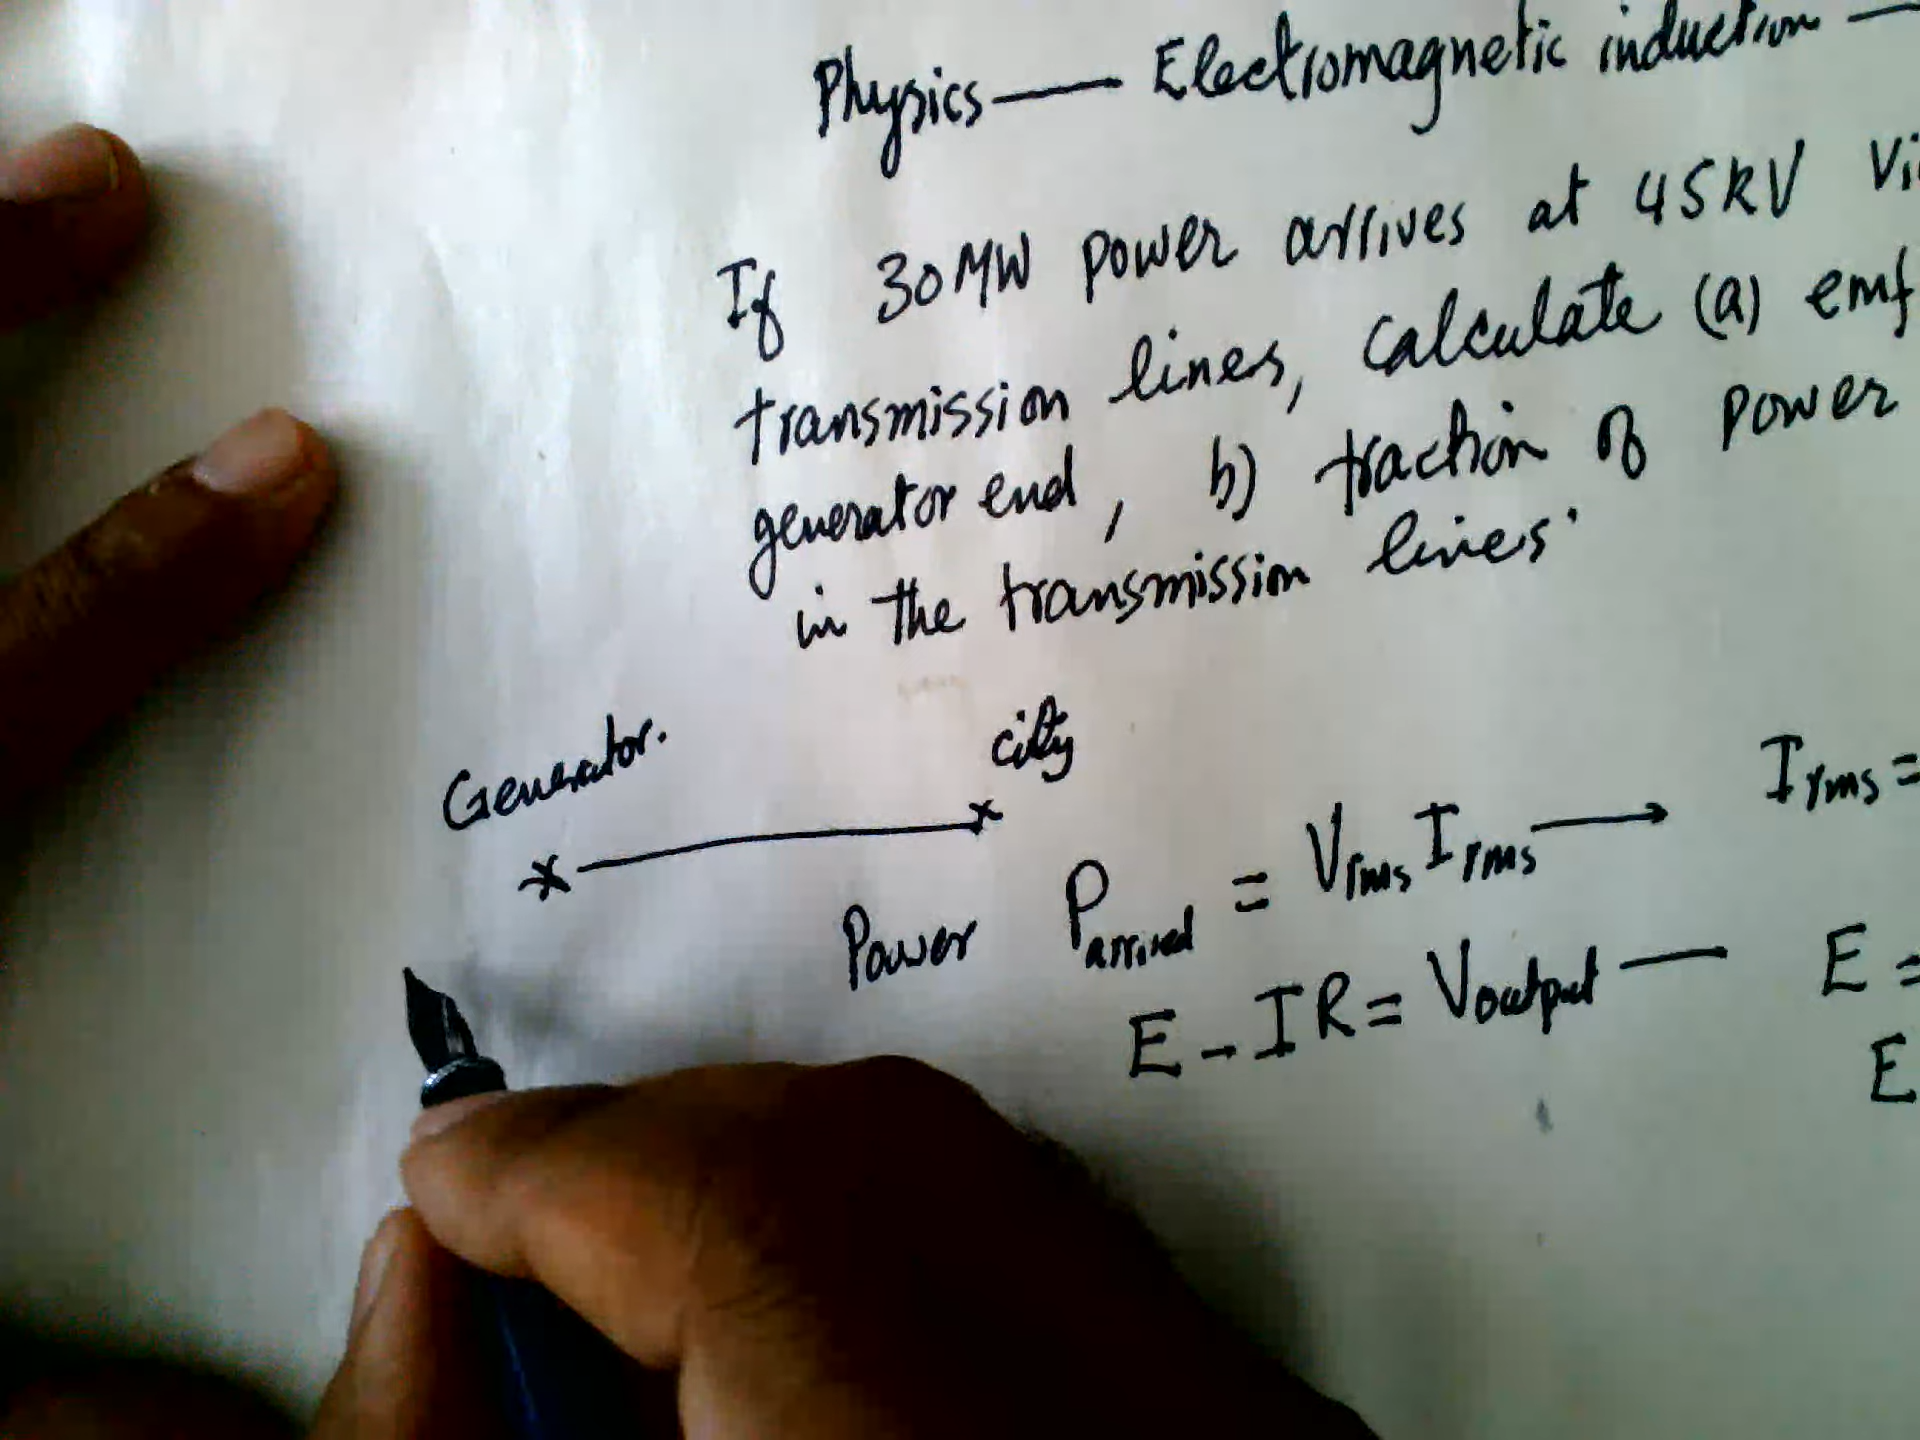 Physics — Electromagnetic induction —
If 30MW power arrives at 45kV Vi
transmission lines, calculate (a) emf
generator end, b) fraction of power
in the transmission lines.
Generator.
city
Power Parrived = Vrms Irms → Irms =
E - IR = Voutput — E =
E